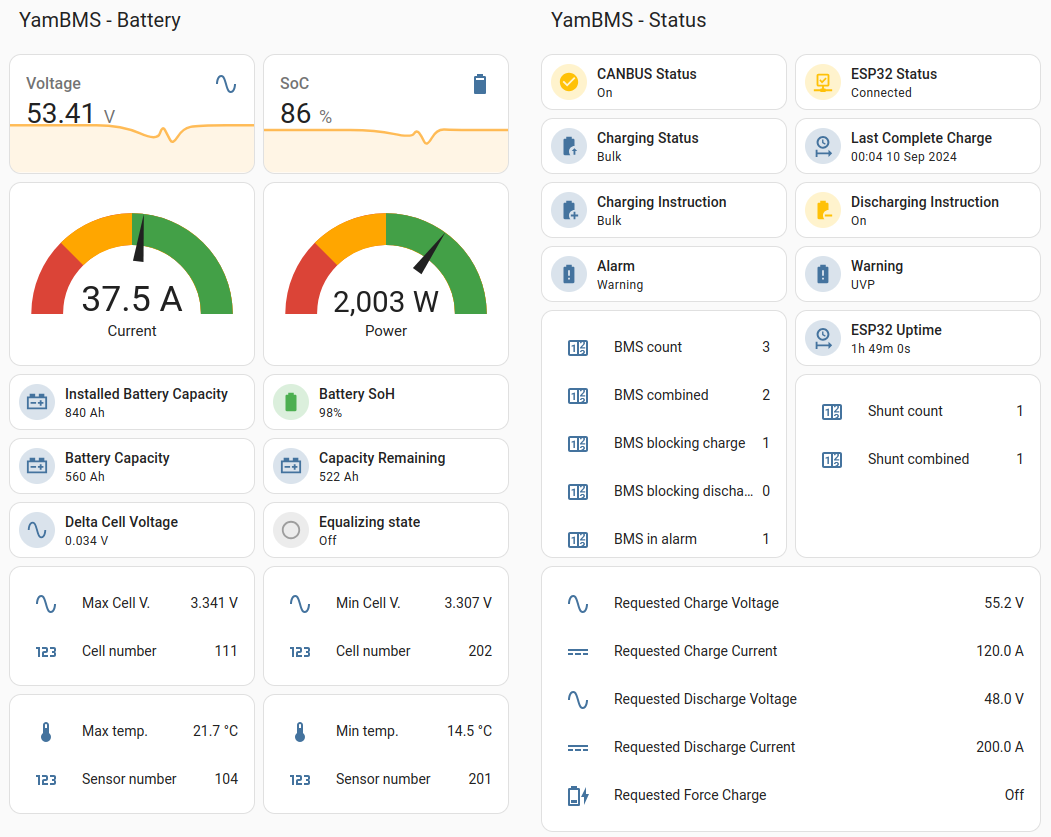 YamBMS - Battery
Voltage
53.41 V
SoC
86 %
37.5 A
Current
2,003 W
Power
Installed Battery Capacity
840 Ah
Battery SoH
98%
Battery Capacity
560 Ah
Capacity Remaining
522 Ah
Delta Cell Voltage
0.034 V
Equalizing state
Off
Max Cell V. 3.341 V
Cell number 111
Min Cell V. 3.307 V
Cell number 202
Max temp. 21.7 °C
Sensor number 104
Min temp. 14.5 °C
Sensor number 201
YamBMS - Status
CANBUS Status
On
ESP32 Status
Connected
Charging Status
Bulk
Last Complete Charge
00:04 10 Sep 2024
Charging Instruction
Bulk
Discharging Instruction
On
Alarm
Warning
Warning
UVP
BMS count 3
BMS combined 2
BMS blocking charge 1
BMS blocking discha... 0
BMS in alarm 1
ESP32 Uptime
1h 49m 0s
Shunt count 1
Shunt combined 1
Requested Charge Voltage 55.2 V
Requested Charge Current 120.0 A
Requested Discharge Voltage 48.0 V
Requested Discharge Current 200.0 A
Requested Force Charge Off